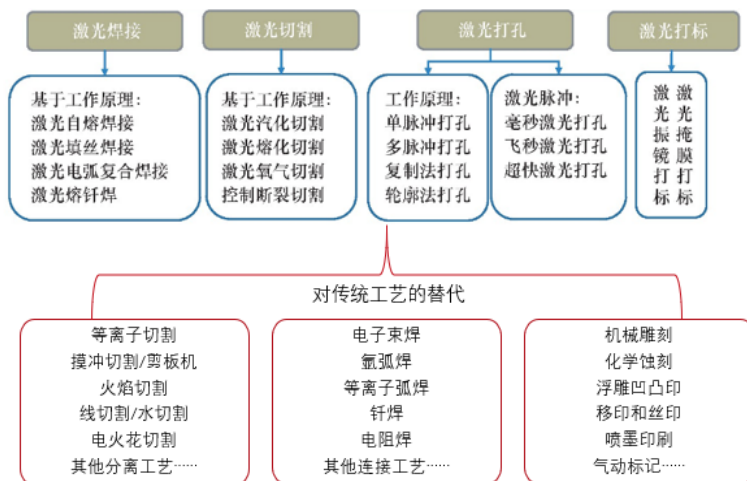 激光焊接
激光切割
激光打孔
激光打标
基于工作原理：
激光自熔焊接
激光填丝焊接
激光电弧复合焊接
激光熔钎焊
基于工作原理：
激光汽化切割
激光熔化切割
激光氧气切割
控制断裂切割
工作原理：
单脉冲打孔
多脉冲打孔
复制法打孔
轮廓法打孔
激光脉冲：
毫秒激光打孔
飞秒激光打孔
超快激光打孔
激光振镜打标
激光掩膜打标
对传统工艺的替代
等离子切割
摸冲切割/剪板机
火焰切割
线切割/水切割
电火花切割
其他分离工艺……
电子束焊
氩弧焊
等离子弧焊
钎焊
电阻焊
其他连接工艺……
机械雕刻
化学蚀刻
浮雕凹凸印
移印和丝印
喷墨印刷
气动标记……